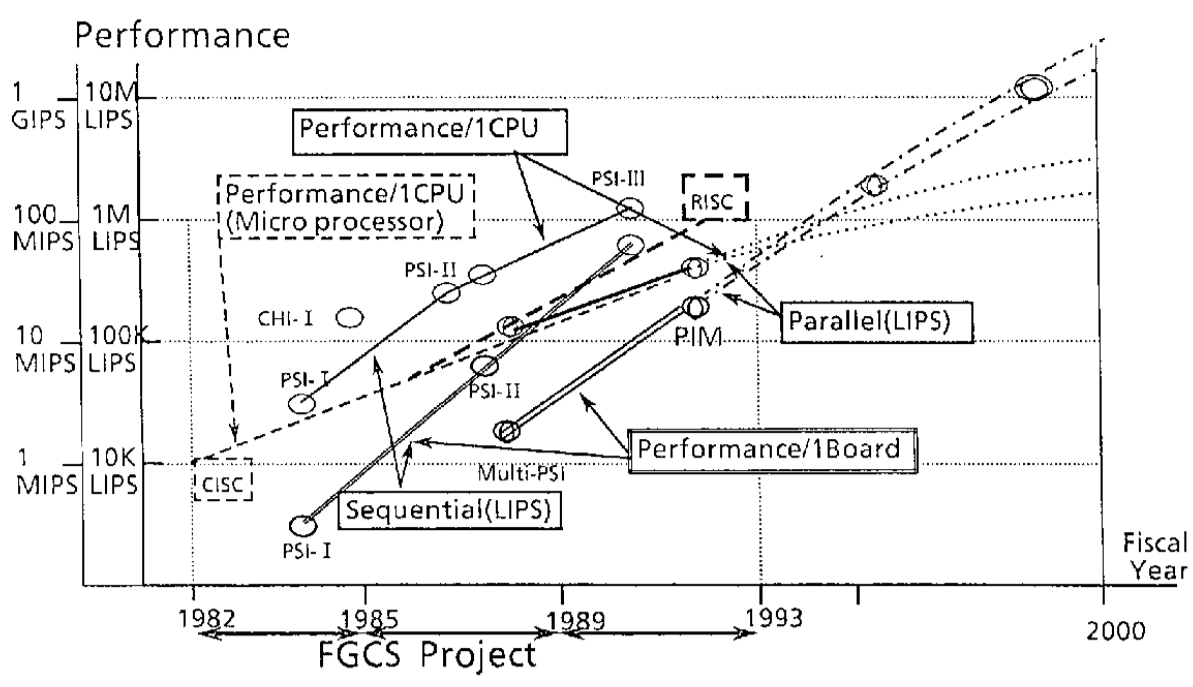 Performance
1
GIPS
10M
LIPS
Performance/1CPU
PSI-III
Performance/1CPU
(Micro processor)
RISC
100
MIPS
1M
LIPS
PSI-II
CHI-I
Parallel(LIPS)
PIM
10
MIPS
100K
LIPS
PSI-I
PSI-II
Performance/1Board
1
MIPS
10K
LIPS
CISC
Multi-PSI
Sequential(LIPS)
PSI-I
Fiscal
Year
1982
1985
1989
1993
2000
FGCS Project